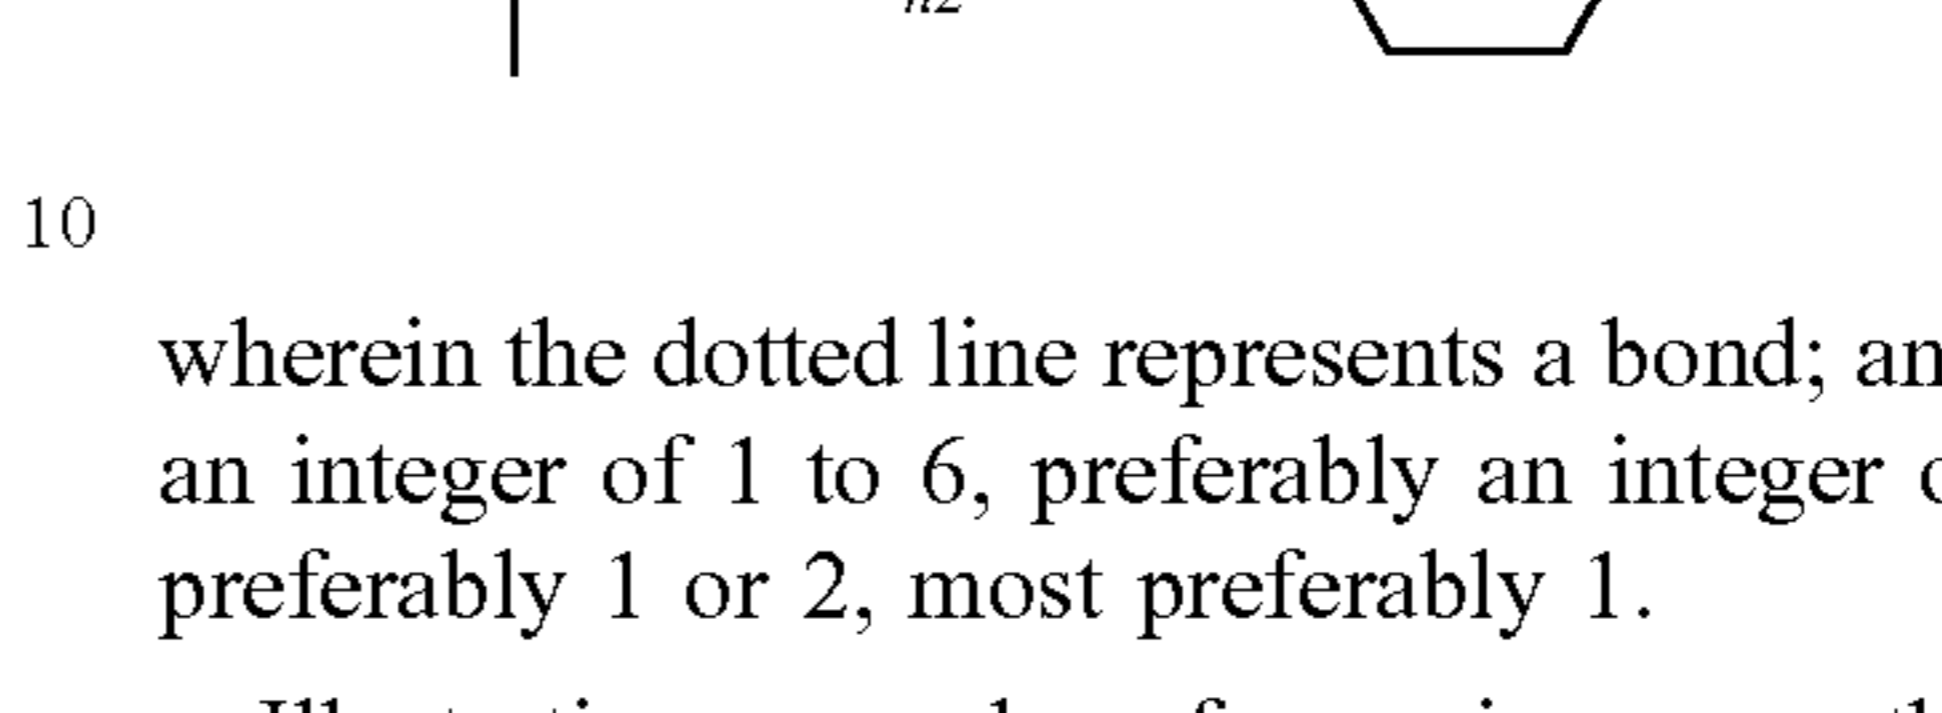 n2
10
wherein the dotted line represents a bond; an
an integer of 1 to 6, preferably an integer
preferably 1 or 2, most preferably 1.